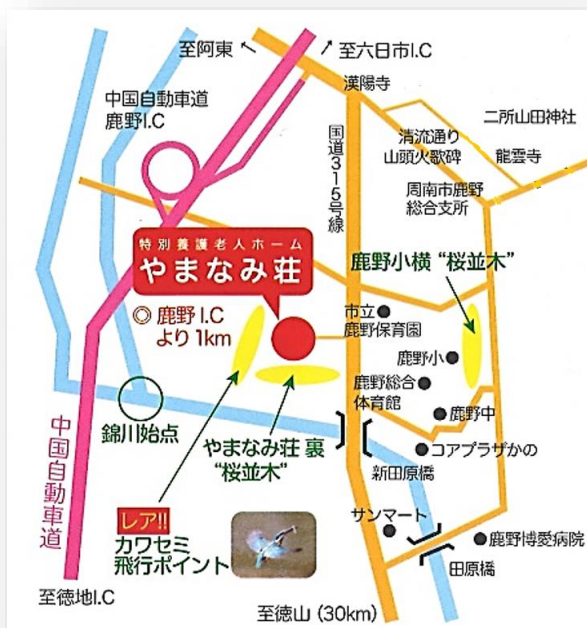 至阿東
至六日市I.C
漢陽寺
中国自動車道
鹿野I.C
二所山田神社
清流通り
山頭火歌碑
龍雲寺
国道315号線
周南市鹿野
総合支所
特別養護老人ホーム
やまなみ荘
鹿野小横 “桜並木”
◎ 鹿野 I.C
より 1km
市立
鹿野保育園
鹿野小
鹿野総合
体育館
鹿野中
錦川始点
やまなみ荘 裏
“桜並木”
コアプラザかの
新田原橋
中国自動車道
レア!!
カワセミ
飛行ポイント
サンマート
鹿野博愛病院
田原橋
至徳地I.C
至徳山 (30km)